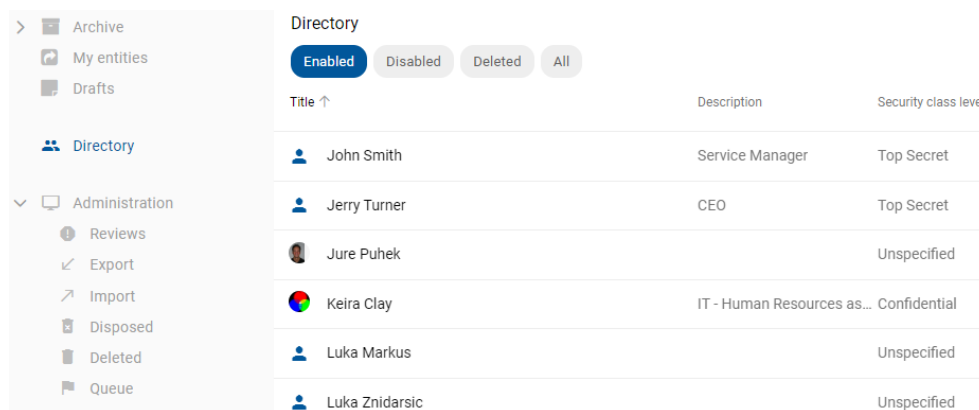 Archive
My entities
Drafts
Directory
Administration
Reviews
Export
Import
Disposed
Deleted
Queue
Directory
Enabled Disabled Deleted All
Title Description Security class leve
John Smith Service Manager Top Secret
Jerry Turner CEO Top Secret
Jure Puhek Unspecified
Keira Clay IT - Human Resources as... Confidential
Luka Markus Unspecified
Luka Znidarsic Unspecified